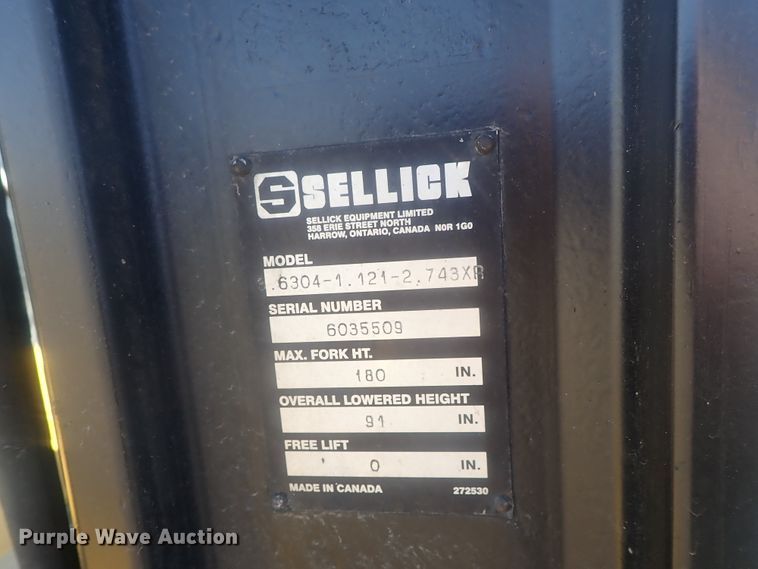 S SELLICK
SELLICK EQUIPMENT LIMITED
358 ERIE STREET NORTH
HARROW, ONTARIO, CANADA N0R 1G0
MODEL
.6304-1.121-2.743XR
SERIAL NUMBER
6035509
MAX. FORK HT.
180 IN.
OVERALL LOWERED HEIGHT
91 IN.
FREE LIFT
0 IN.
MADE IN CANADA 272530
Purple Wave Auction